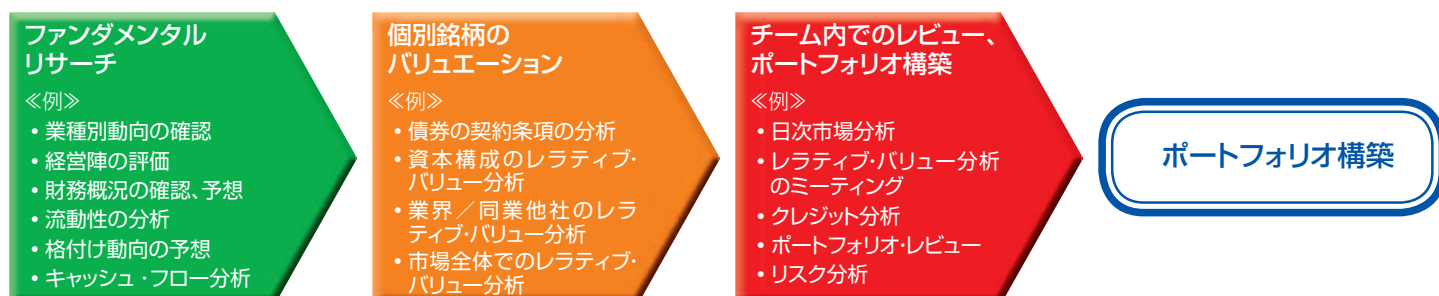 ファンダメンタル
リサーチ
≪例≫
・業種別動向の確認
・経営陣の評価
・財務概況の確認、予想
・流動性の分析
・格付け動向の予想
・キャッシュ・フロー分析
個別銘柄の
バリュエーション
≪例≫
・債券の契約条項の分析
・資本構成のレラティブ・
バリュー分析
・業界／同業他社のレラ
ティブ・バリュー分析
・市場全体でのレラティブ・
バリュー分析
チーム内でのレビュー、
ポートフォリオ構築
≪例≫
・日次市場分析
・レラティブ・バリュー分析
のミーティング
・クレジット分析
・ポートフォリオ・レビュー
・リスク分析
ポートフォリオ構築